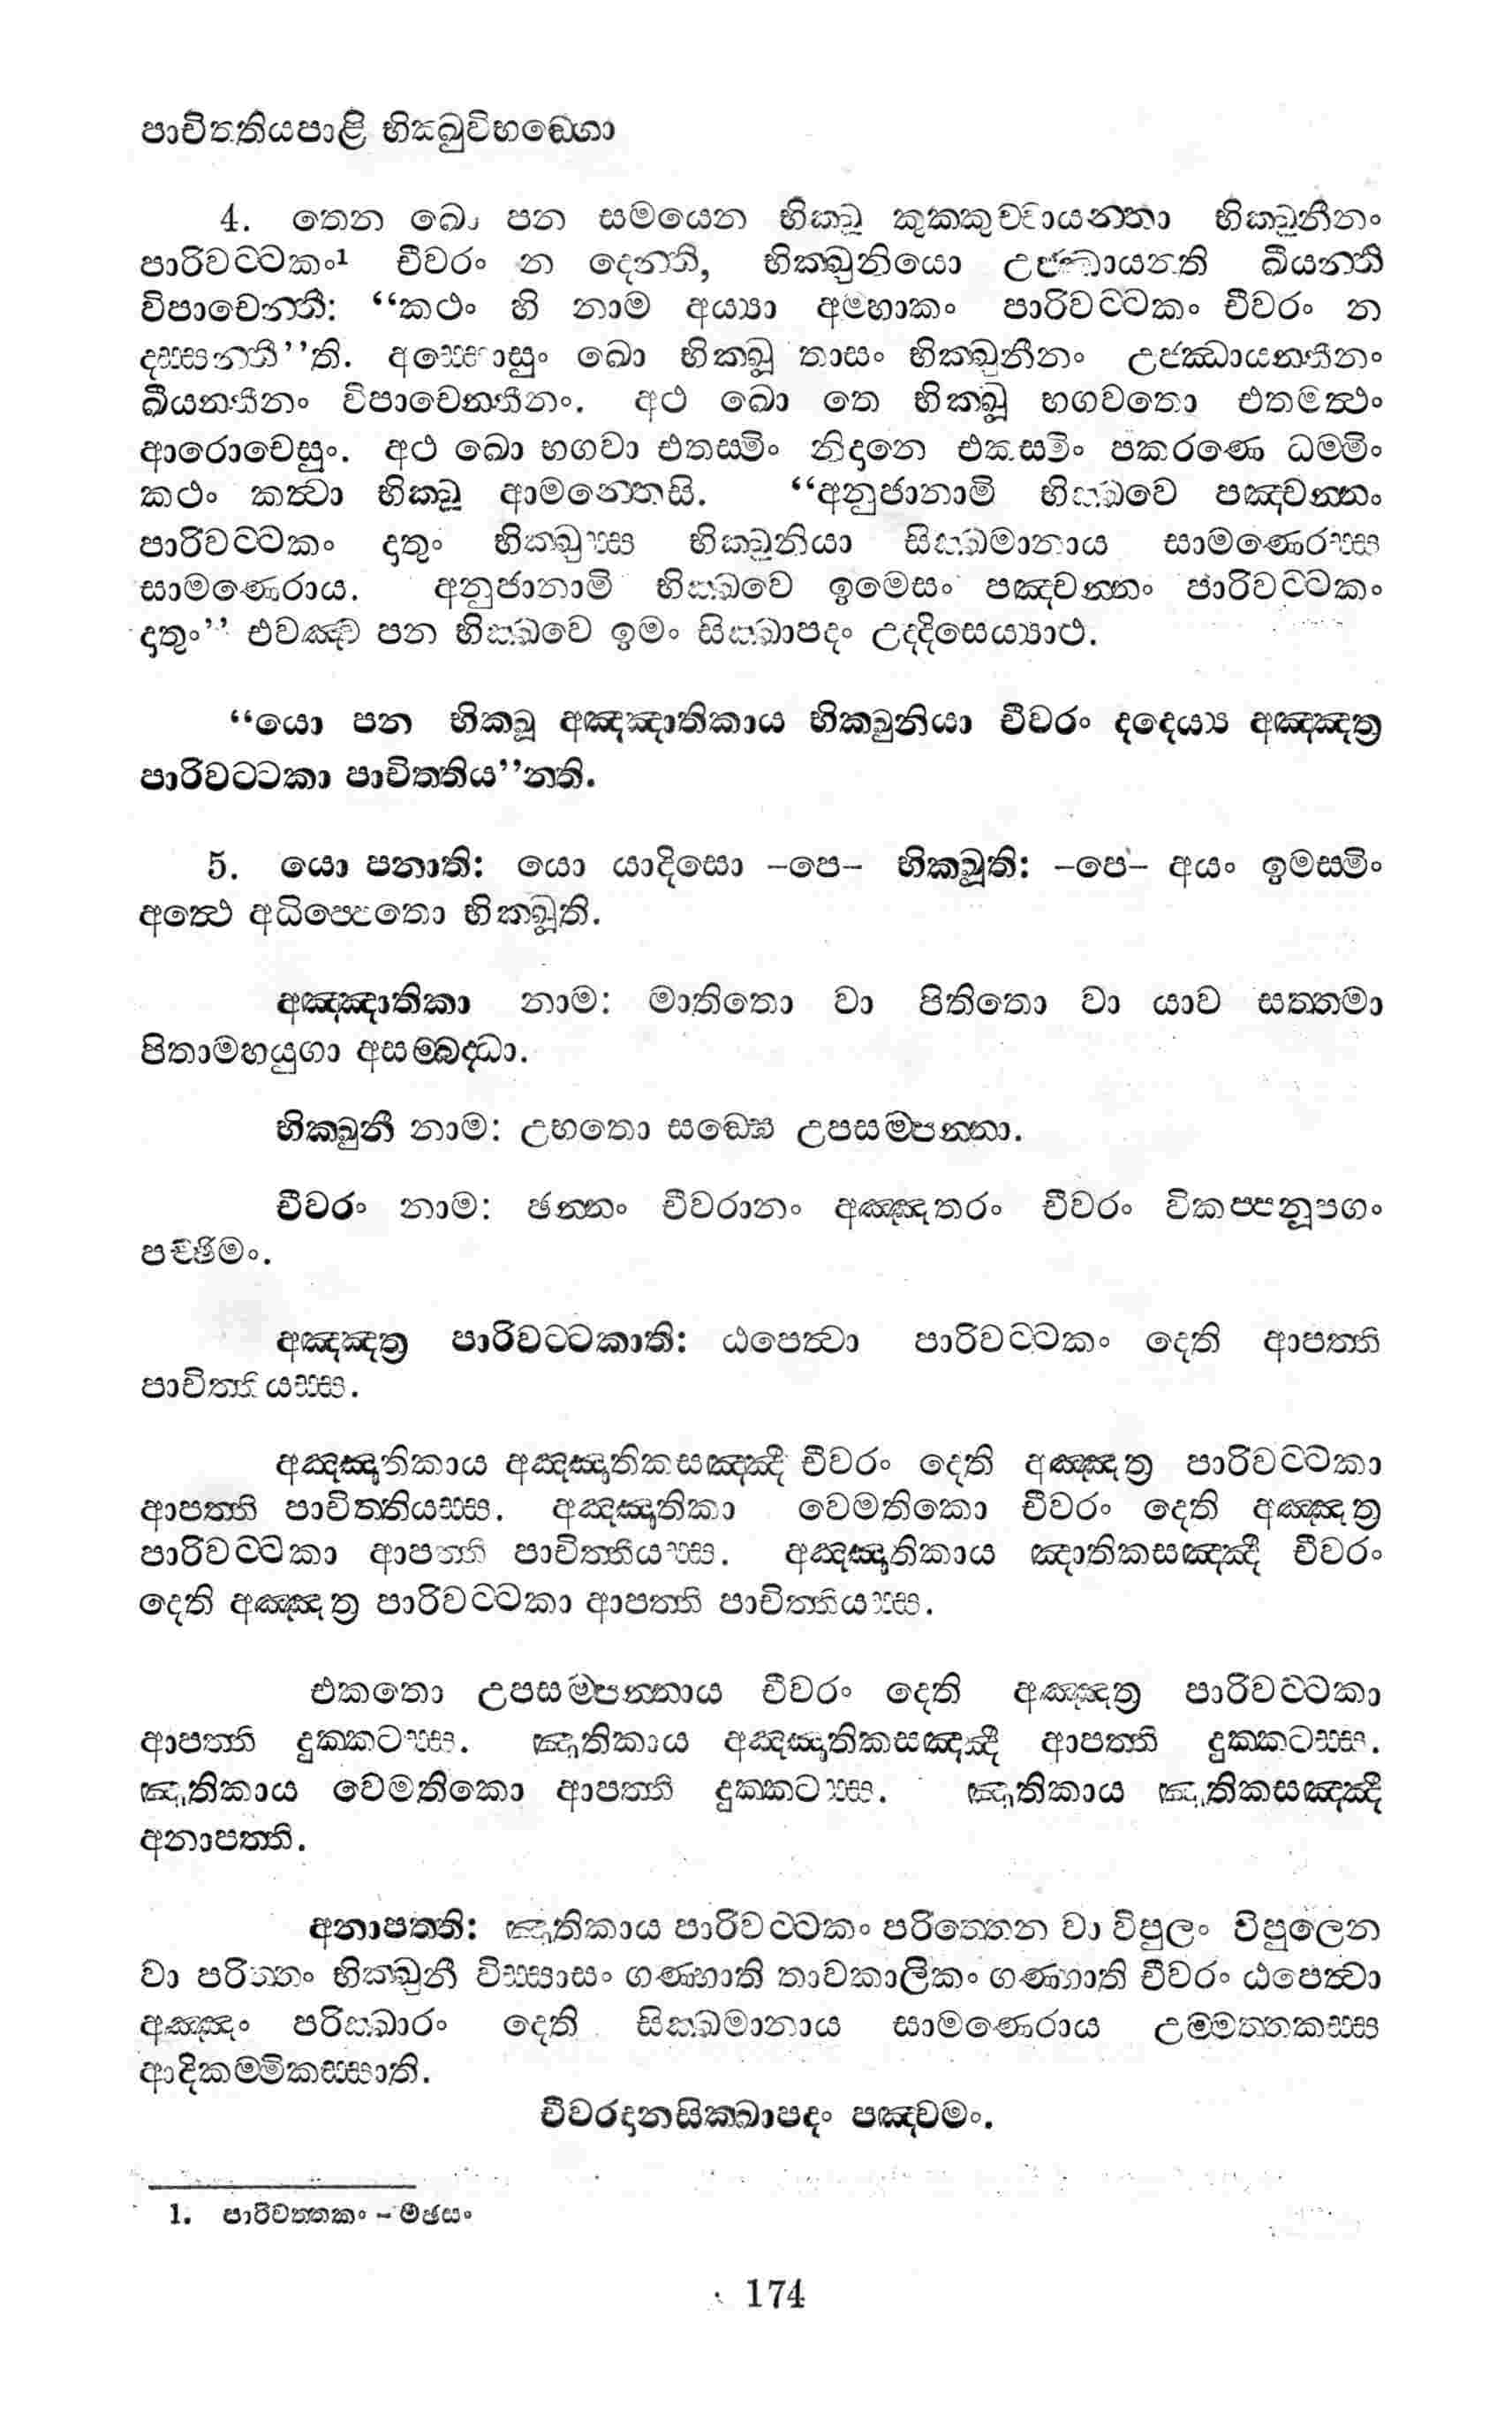 පාචිත්තියපාළි භික්ඛුවිභඞ්ගො
4. තෙන ඛො පන සමයෙන භික්ඛූ කුක්කුච්චායන්තා භික්ඛුනීනං
පාරිවට්ටකං¹ චීවරං න දෙන්ති, භික්ඛුනියො උජ්ඣායන්ති ඛීයන්ති
විපාචෙන්ති: “කථං හි නාම අය්‍යා අම්හාකං පාරිවට්ටකං චීවරං න
දස්සන්තී”ති. අස්සොසුං ඛො භික්ඛූ තාසං භික්ඛුනීනං උජ්ඣායන්තීනං
ඛීයන්තීනං විපාචෙන්තීනං. අථ ඛො තෙ භික්ඛූ භගවතො එතමත්ථං
ආරොචෙසුං. අථ ඛො භගවා එතස්මිං නිදානෙ එකස්මිං පකරණෙ ධම්මිං
කථං කත්වා භික්ඛූ ආමන්තෙසි. “අනුජානාමි භික්ඛවෙ පඤ්චන්නං
පාරිවට්ටකං දාතුං භික්ඛුස්ස භික්ඛුනියා සික්ඛමානාය සාමණෙරස්ස
සාමණෙරාය. අනුජානාමි භික්ඛවෙ ඉමෙසං පඤ්චන්නං පාරිවට්ටකං
දාතුං” එවඤ්ච පන භික්ඛවෙ ඉමං සික්ඛාපදං උද්දිසෙය්‍යාථ.
“යො පන භික්ඛූ අඤ්ඤාතිකාය භික්ඛුනියා චීවරං දදෙය්‍ය අඤ්ඤත්‍ර
පාරිවට්ටකා පාචිත්තිය”න්ති.
5. යො පනාති: යො යාදිසො –පෙ– භික්ඛූති: –පෙ– අයං ඉමස්මිං
අත්ථෙ අධිප්පෙතො භික්ඛූති.
අඤ්ඤාතිකා නාම: මාතිතො වා පිතිතො වා යාව සත්තමා
පිතාමහයුගා අසම්බද්ධා.
භික්ඛුනී නාම: උභතො සඞ්ඝෙ උපසම්පන්නා.
චීවරං නාම: ඡන්නං චීවරානං අඤ්ඤතරං චීවරං විකප්පනූපගං
පච්ඡිමං.
අඤ්ඤත්‍ර පාරිවට්ටකාති: ඨපෙත්වා පාරිවට්ටකං දෙති ආපත්ති
පාචිත්තියස්ස.
අඤ්ඤාතිකාය අඤ්ඤාතිකසඤ්ඤී චීවරං දෙති අඤ්ඤත්‍ර පාරිවට්ටකා
ආපත්ති පාචිත්තියස්ස. අඤ්ඤාතිකා වෙමතිකො චීවරං දෙති අඤ්ඤත්‍ර
පාරිවට්ටකා ආපත්ති පාචිත්තියස්ස. අඤ්ඤාතිකාය ඤාතිකසඤ්ඤී චීවරං
දෙති අඤ්ඤත්‍ර පාරිවට්ටකා ආපත්ති පාචිත්තියස්ස.
එකතො උපසම්පන්නාය චීවරං දෙති අඤ්ඤත්‍ර පාරිවට්ටකා
ආපත්ති දුක්කටස්ස. ඤාතිකාය අඤ්ඤාතිකසඤ්ඤී ආපත්ති දුක්කටස්ස.
ඤාතිකාය වෙමතිකො ආපත්ති දුක්කටස්ස. ඤාතිකාය ඤාතිකසඤ්ඤී
අනාපත්ති.
අනාපත්ති: ඤාතිකාය පාරිවට්ටකං පරිත්තෙන වා විපුලං විපුලෙන
වා පරිත්තං භික්ඛුනී විස්සාසං ගණ්හාති තාවකාලිකං ගණ්හාති චීවරං ඨපෙත්වා
අඤ්ඤං පරික්ඛාරං දෙති සික්ඛමානාය සාමණෙරාය උම්මත්තකස්ස
ආදිකම්මිකස්සාති.
චීවරදානසික්ඛාපදං පඤ්චමං.
1. පාරිවත්තකං – මඡසං
174